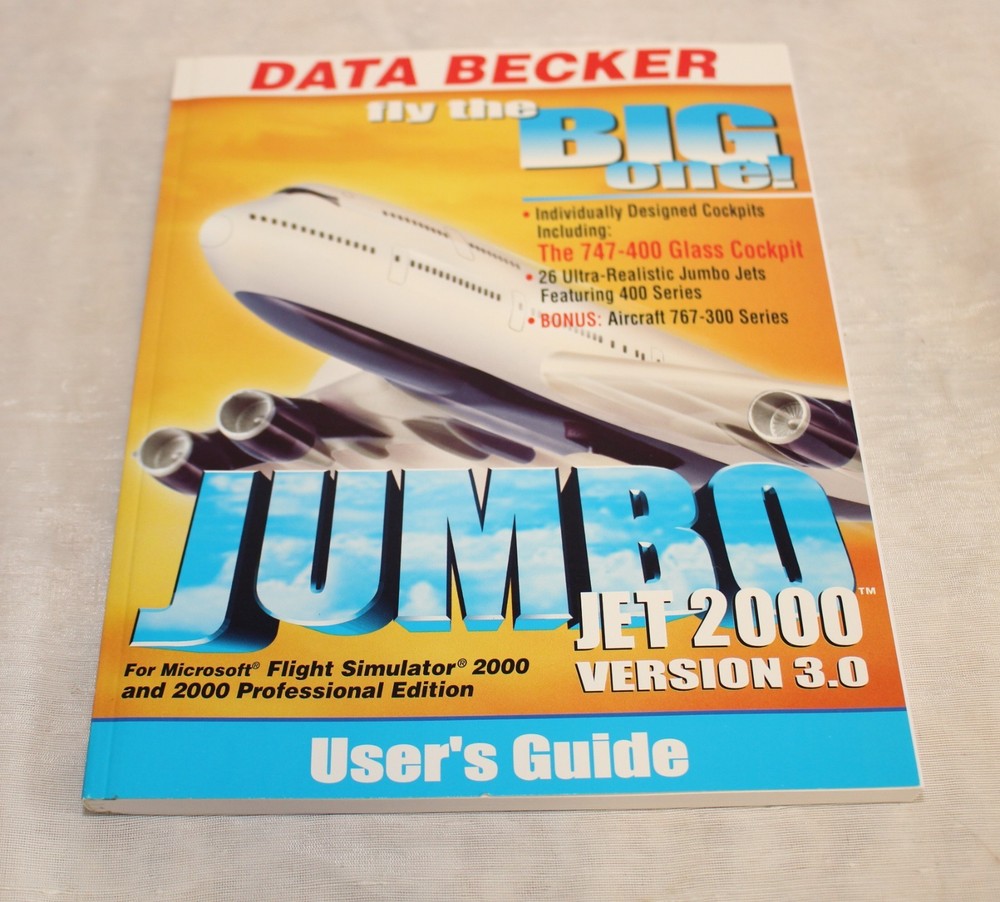 DATA BECKER
fly the
BIG
one!
• Individually Designed Cockpits
Including:
The 747-400 Glass Cockpit
• 26 Ultra-Realistic Jumbo Jets
Featuring 400 Series
• BONUS: Aircraft 767-300 Series
JUMBO
JET 2000™
VERSION 3.0
For Microsoft® Flight Simulator® 2000
and 2000 Professional Edition
User's Guide